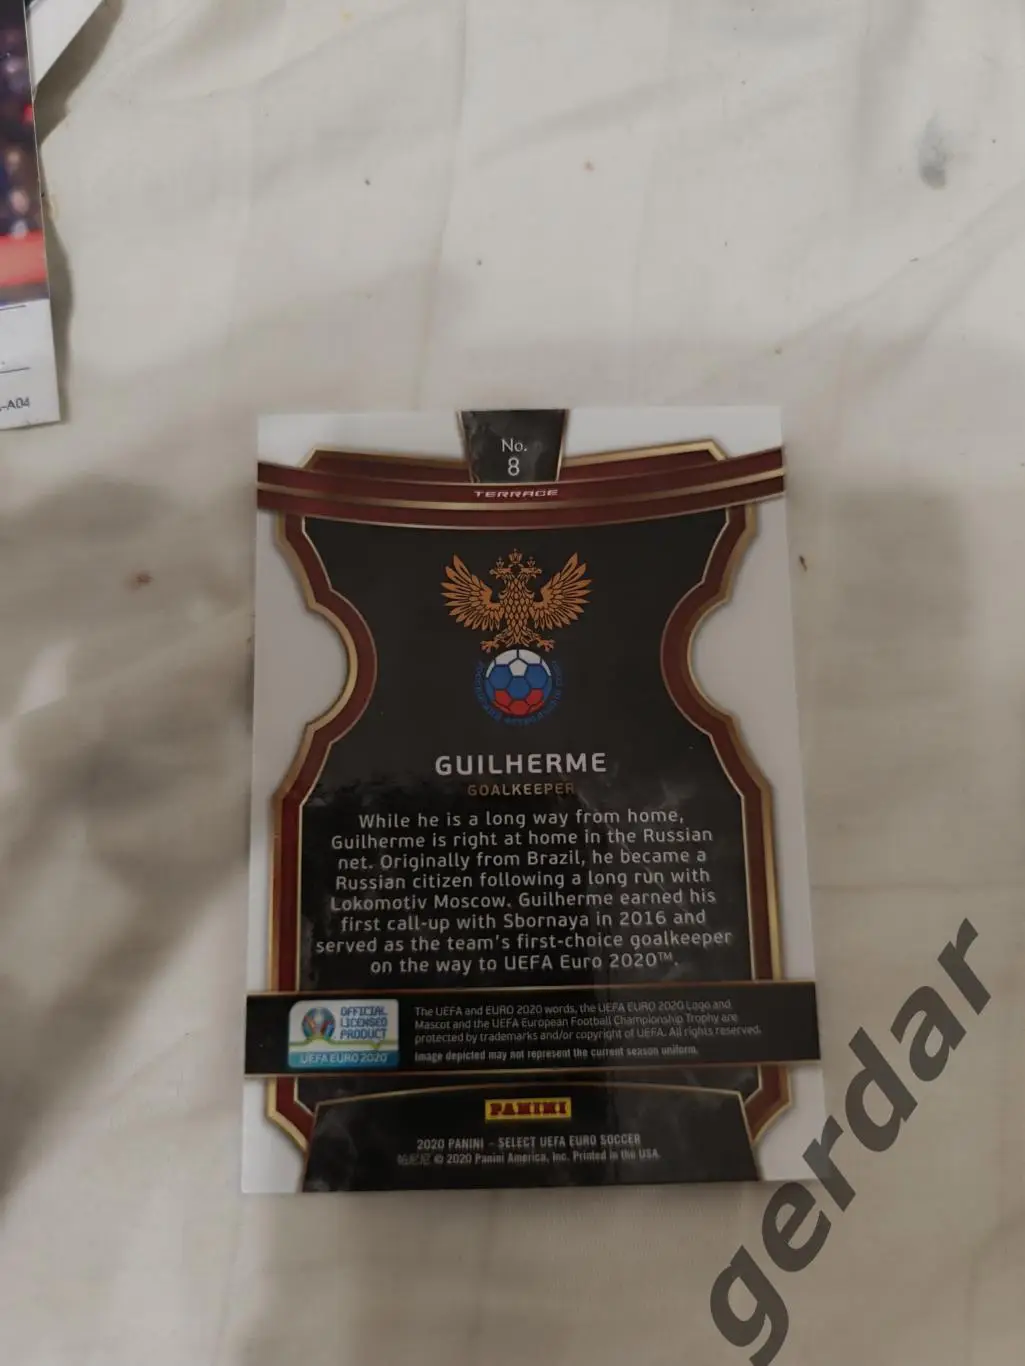 -A04
No.
8
TERRACE
GUILHERME
GOALKEEPER
While he is a long way from home,
Guilherme is right at home in the Russian
net. Originally from Brazil, he became a
Russian citizen following a long run with
Lokomotiv Moscow. Guilherme earned his
first call-up with Sbornaya in 2016 and
served as the team's first-choice goalkeeper
on the way to UEFA Euro 2020™.
OFFICIAL
LICENSED
PRODUCT
UEFA EURO 2020
The UEFA and EURO 2020 words, the UEFA EURO 2020 Logo and
Mascot and the UEFA European Football Championship Trophy are
protected by trademarks and/or copyright of UEFA. All rights reserved.
Image depicted may not represent the current season uniform.
PANINI
2020 PANINI – SELECT UEFA EURO SOCCER
帕尼尼 © 2020 Panini America, Inc. Printed in the USA.
gerdar